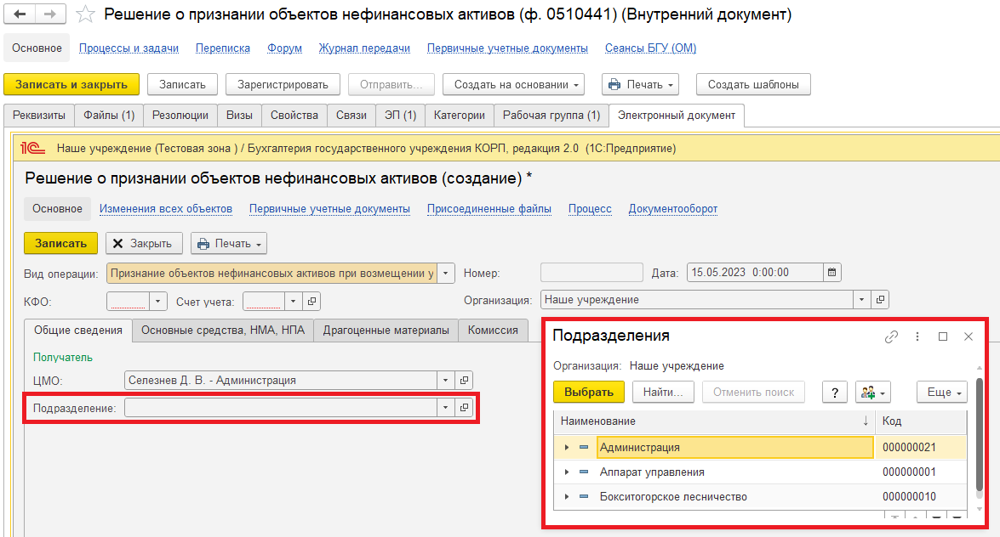 Решение о признании объектов нефинансовых активов (ф. 0510441) (Внутренний документ)
Основное Процессы и задачи Переписка Форум Журнал передачи Первичные учетные документы Сеансы БГУ (ОМ)
Записать и закрыть Записать Зарегистрировать Отправить... Создать на основании Печать Создать шаблоны
Реквизиты Файлы (1) Резолюции Визы Свойства Связи ЭП (1) Категории Рабочая группа (1) Электронный документ
1С Наше учреждение (Тестовая зона ) / Бухгалтерия государственного учреждения КОРП, редакция 2.0 (1С:Предприятие)
Решение о признании объектов нефинансовых активов (создание) *
Основное Изменения всех объектов Первичные учетные документы Присоединенные файлы Процесс Документооборот
Записать Закрыть Печать
Вид операции: Признание объектов нефинансовых активов при возмещении у Номер: Дата: 15.05.2023 0:00:00
КФО: Счет учета: Организация: Наше учреждение
Общие сведения Основные средства, НМА, НПА Драгоценные материалы Комиссия
Получатель
ЦМО: Селезнев Д. В. - Администрация
Подразделение:
Подразделения
Организация: Наше учреждение
Выбрать Найти... Отменить поиск ? Еще
Наименование ↓ Код
Администрация 000000021
Аппарат управления 000000001
Бокситогорское лесничество 000000010